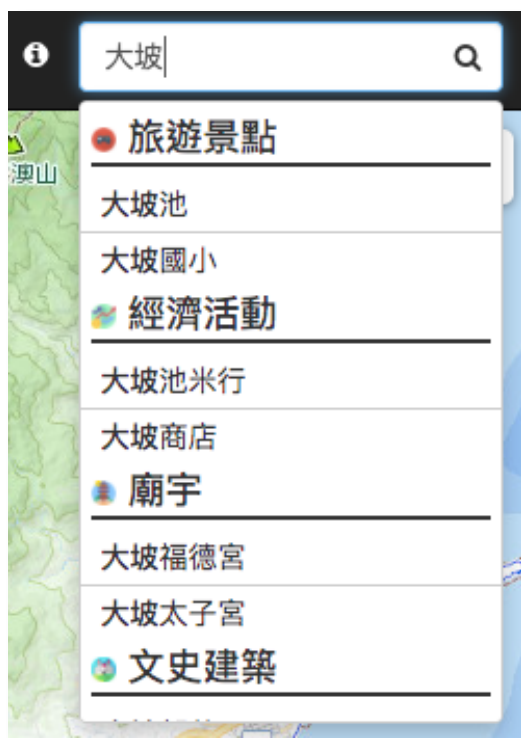 大坡
澳山
旅遊景點
大坡池
大坡國小
經濟活動
大坡池米行
大坡商店
廟宇
大坡福德宮
大坡太子宮
文史建築